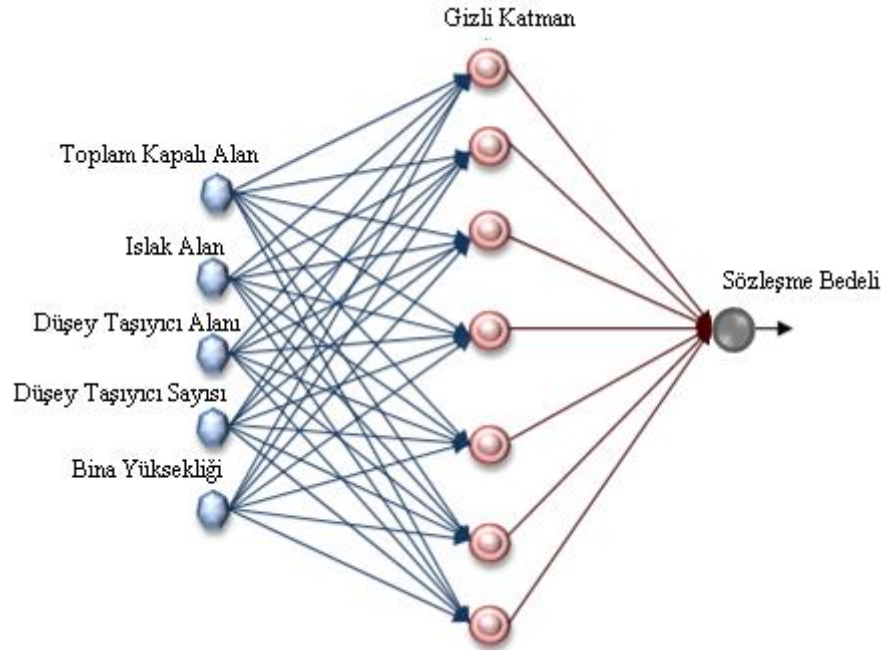 Gizli Katman
Toplam Kapalı Alan
Islak Alan
Düşey Taşıyıcı Alanı
Düşey Taşıyıcı Sayısı
Bina Yüksekliği
Sözleşme Bedeli